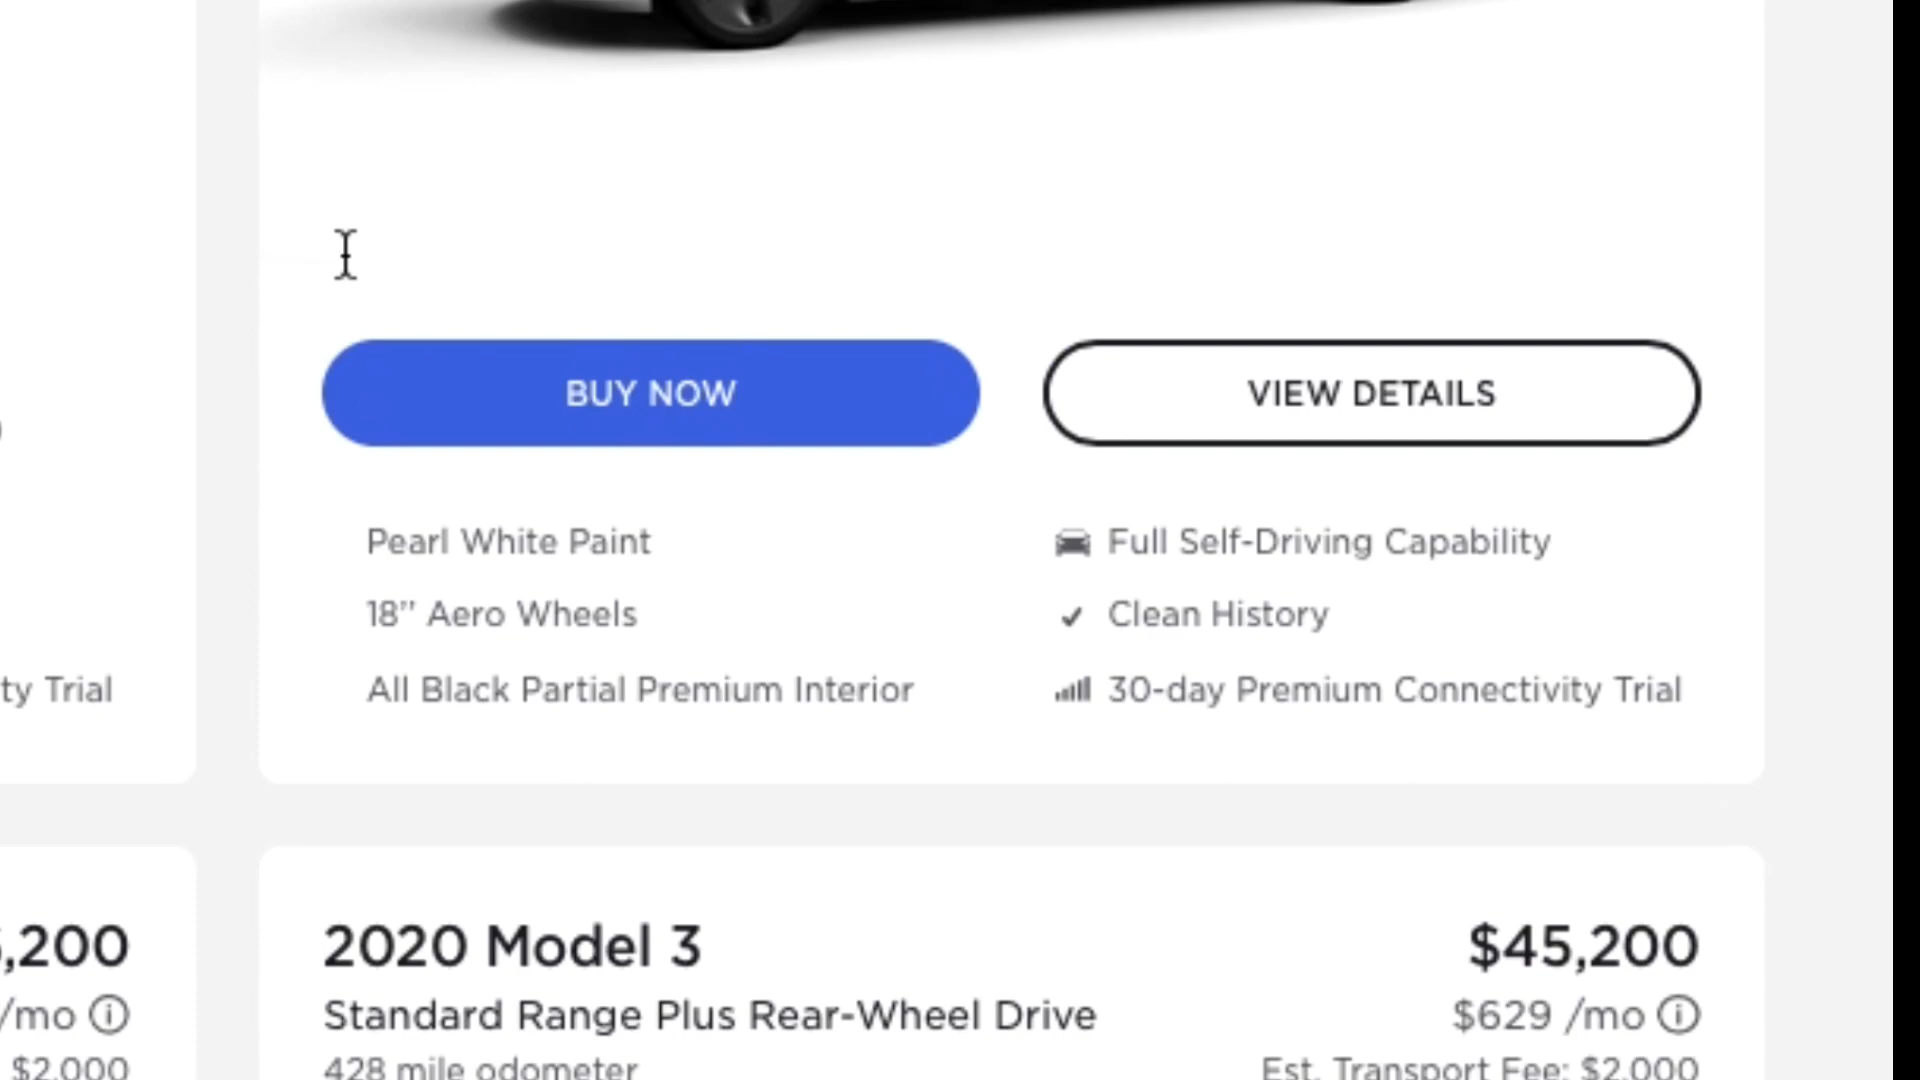 BUY NOW
VIEW DETAILS
Pearl White Paint
Full Self-Driving Capability
18" Aero Wheels
Clean History
All Black Partial Premium Interior
30-day Premium Connectivity Trial
Trial
2020 Model 3
$45,200
,200
Standard Range Plus Rear-Wheel Drive
$629 /mo
/mo
428 mile odometer
Est. Transport Fee: $2,000
$2,000